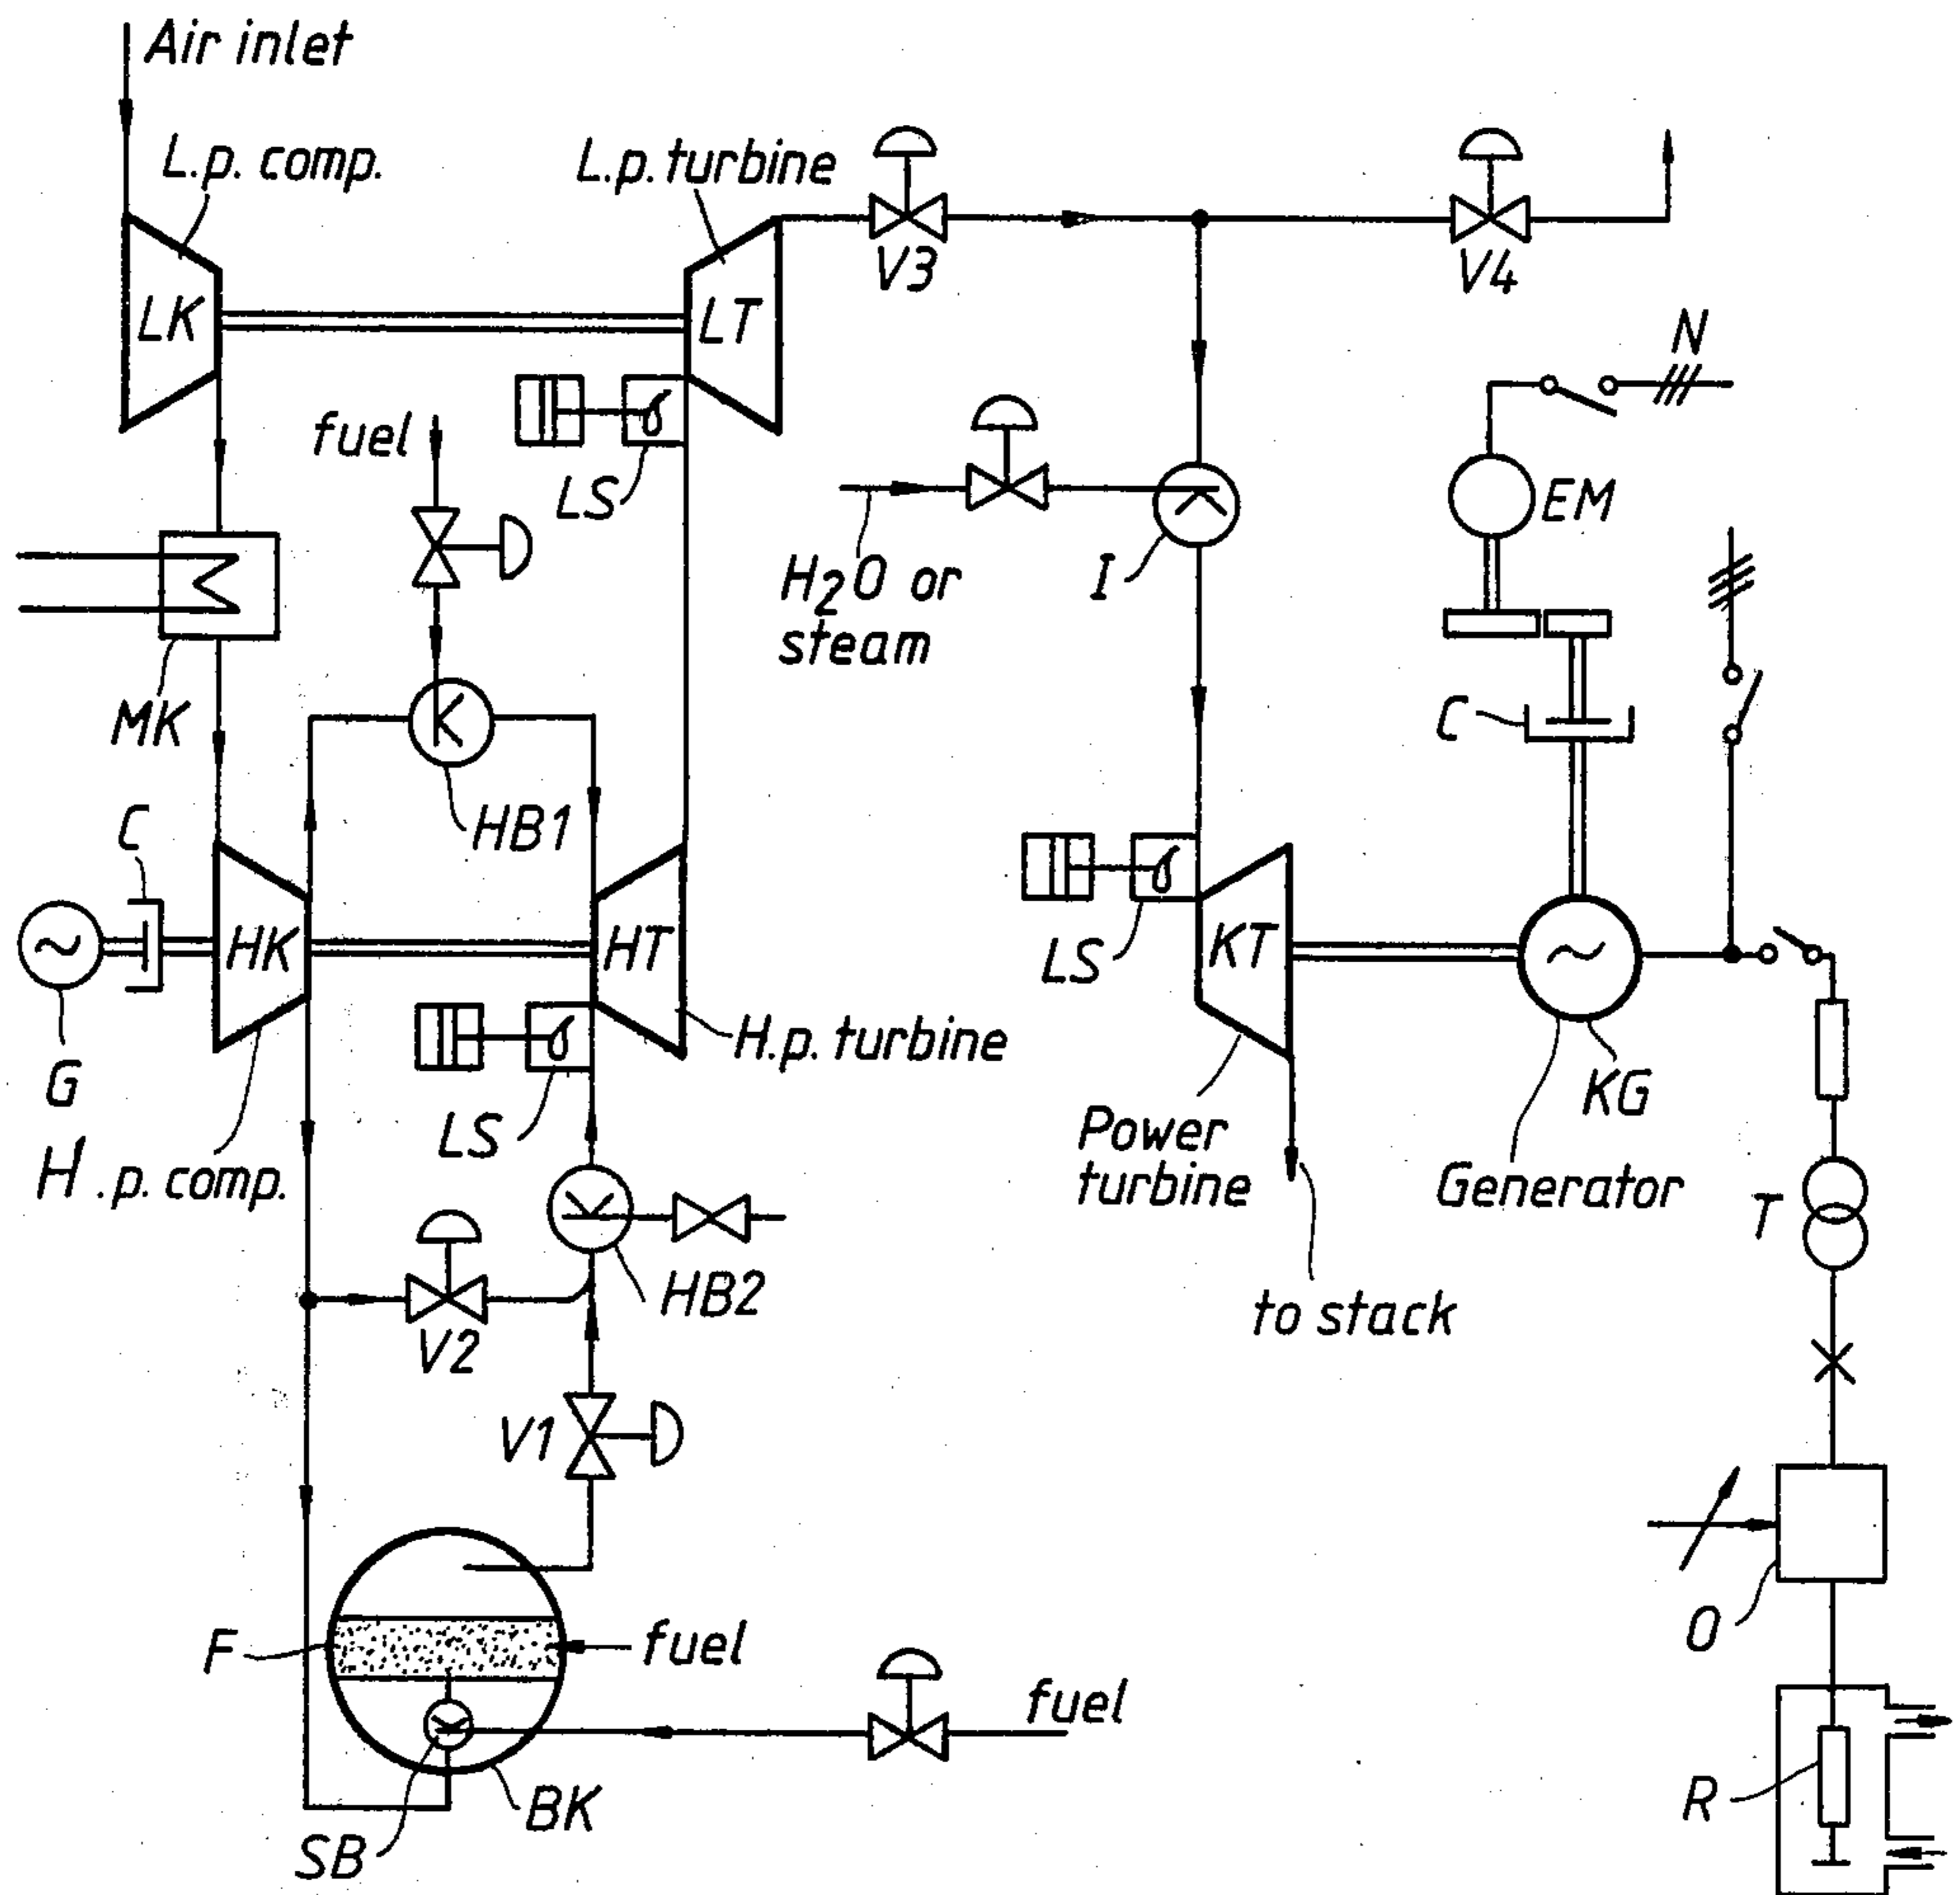 Air inlet
L.p. comp.
L.p. turbine
V3
V4
LK
LT
N
fuel
LS
EM
H2O or
steam
I
MK
C
HB1
C
HK
HT
LS
KT
G
H.p. turbine
KG
LS
H.p. comp.
Power
turbine
Generator
T
HB2
to stack
V2
V1
O
F
fuel
fuel
R
BK
SB